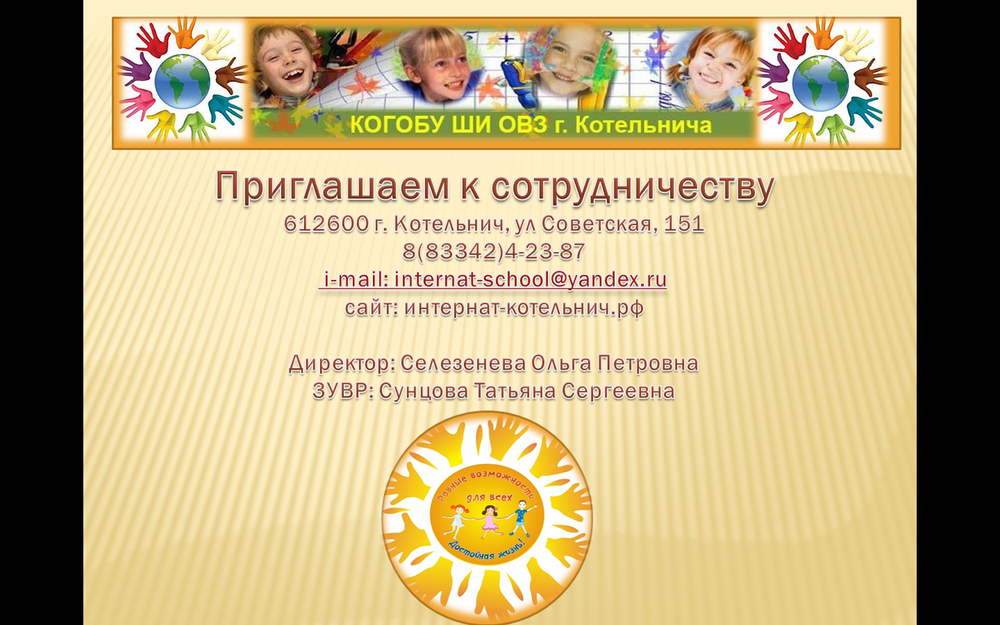 КОГОБУ ШИ ОВЗ г. Котельнича
Приглашаем к сотрудничеству
612600 г. Котельнич, ул Советская, 151
8(83342)4-23-87
i-mail: internat-school@yandex.ru
сайт: интернат-котельнич.рф
Директор: Селезенева Ольга Петровна
ЗУВР: Сунцова Татьяна Сергеевна
Равные возможности
для всех
Достойная жизнь!